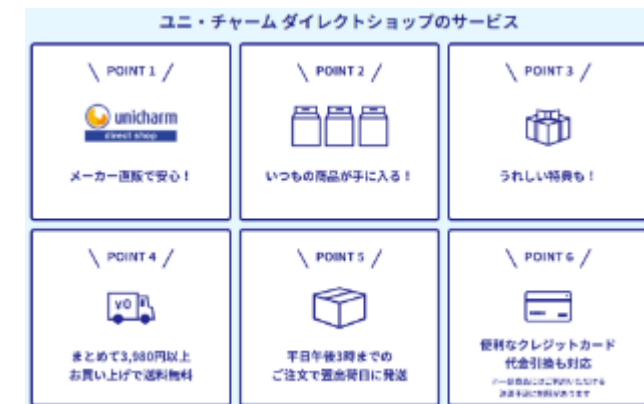 ユニ・チャーム ダイレクトショップのサービス
POINT 1
unicharm
direct shop
メーカー直販で安心！
POINT 2
いつもの商品が手に入る！
POINT 3
うれしい特典も！
POINT 4
まとめて3,980円以上
お買い上げで送料無料
POINT 5
平日午後3時までの
ご注文で翌出荷日に発送
POINT 6
便利なクレジットカード
代金引換も対応